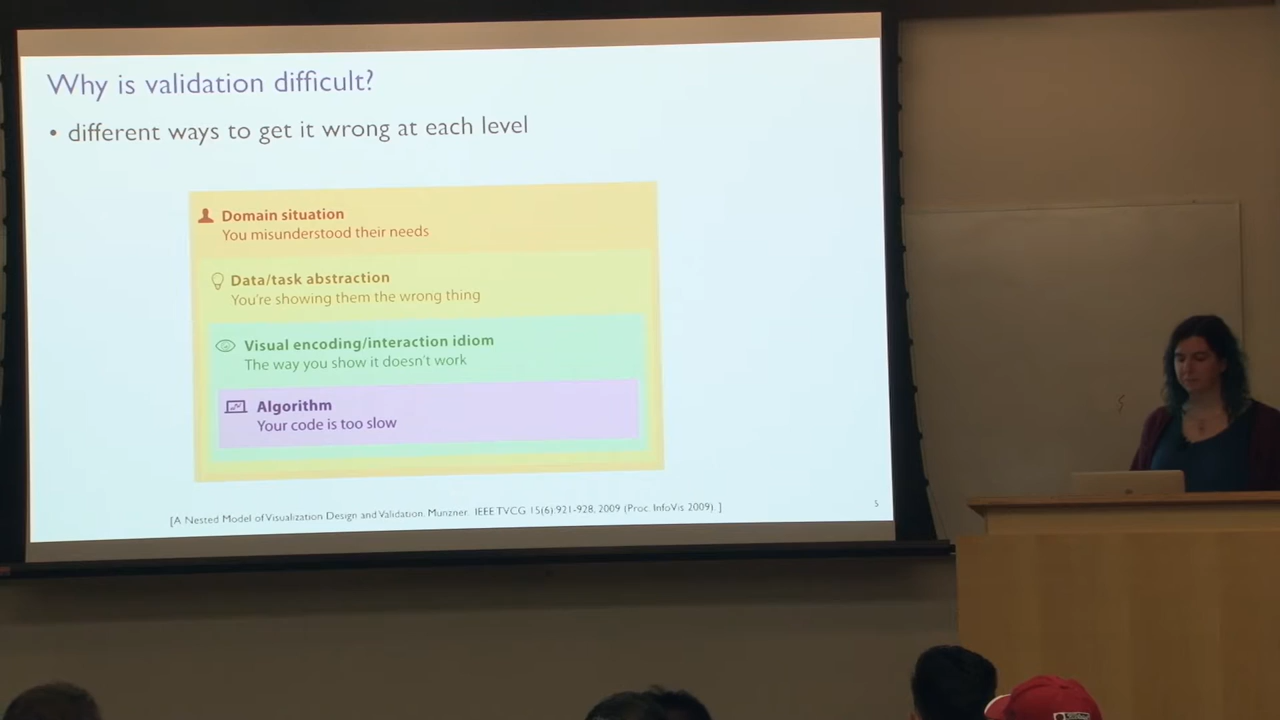 Why is validation difficult?
• different ways to get it wrong at each level
Domain situation
You misunderstood their needs
Data/task abstraction
You're showing them the wrong thing
Visual encoding/interaction idiom
The way you show it doesn't work
Algorithm
Your code is too slow
[A Nested Model of Visualization Design and Validation. Munzner. IEEE TVCG 15(6):921-928, 2009 (Proc. InfoVis 2009). ]
5